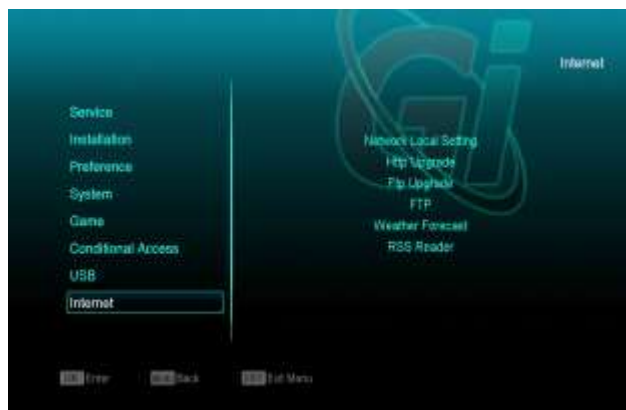 Internet
Service
Installation
Preference
System
Game
Conditional Access
USB
Internet
Network Local Setting
Http Upgrade
Ftp Upgrade
FTP
Weather Forecast
RSS Reader
Enter
Back
Exit Menu